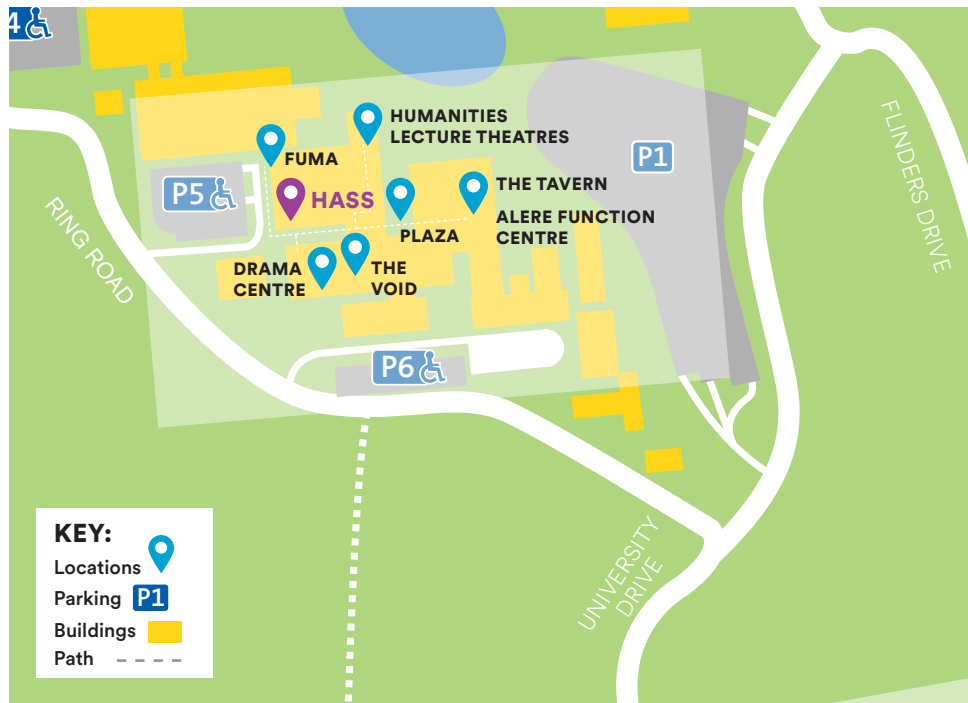 4
HUMANITIES
LECTURE THEATRES
FUMA
P1
FLINDERS DRIVE
P5
HASS
THE TAVERN
PLAZA
ALERE FUNCTION
CENTRE
RING ROAD
DRAMA
CENTRE
THE
VOID
P6
UNIVERSITY
DRIVE
KEY:
Locations
Parking P1
Buildings
Path